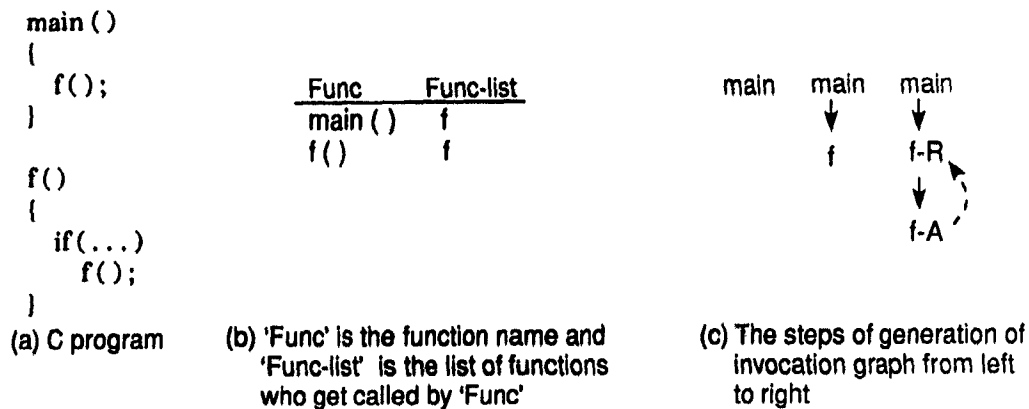 main ()
{
f();
}
f()
{
if(...)
f();
}
(a) C program
Func Func-list
main () f
f() f
(b) 'Func' is the function name and
'Func-list' is the list of functions
who get called by 'Func'
main main main
f f-R
f-A
(c) The steps of generation of
invocation graph from left
to right